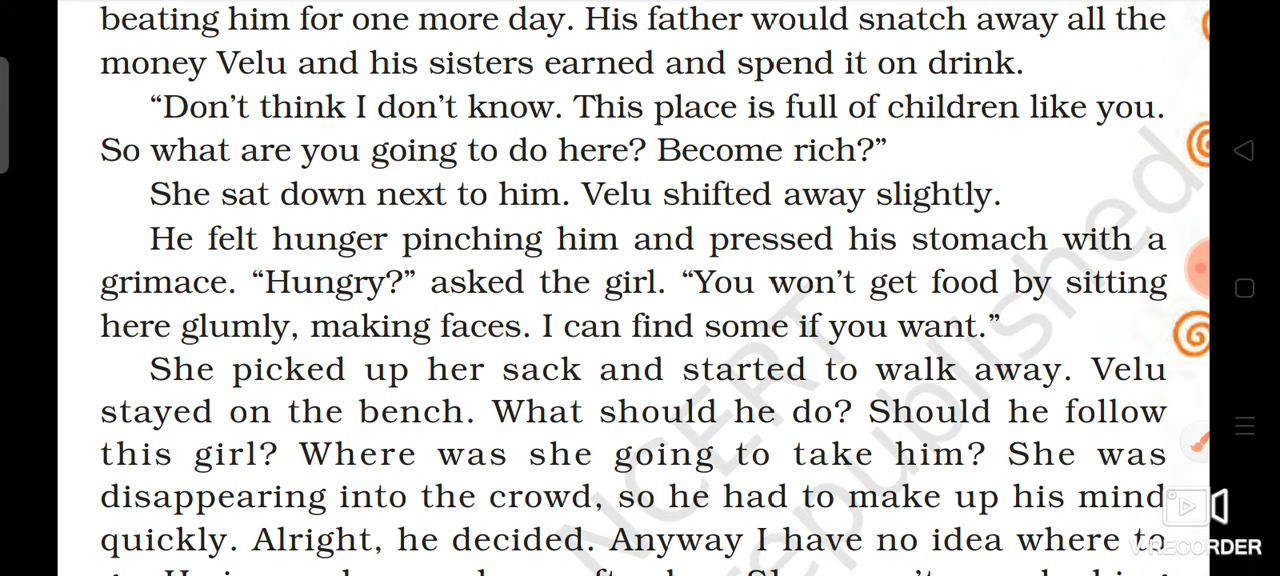 beating him for one more day. His father would snatch away all the
money Velu and his sisters earned and spend it on drink.
“Don’t think I don’t know. This place is full of children like you.
So what are you going to do here? Become rich?”
She sat down next to him. Velu shifted away slightly.
He felt hunger pinching him and pressed his stomach with a
grimace. “Hungry?” asked the girl. “You won’t get food by sitting
here glumly, making faces. I can find some if you want.”
She picked up her sack and started to walk away. Velu
stayed on the bench. What should he do? Should he follow
this girl? Where was she going to take him? She was
disappearing into the crowd, so he had to make up his mind
quickly. Alright, he decided. Anyway I have no idea where to
NCERT
republished
V RECORDER